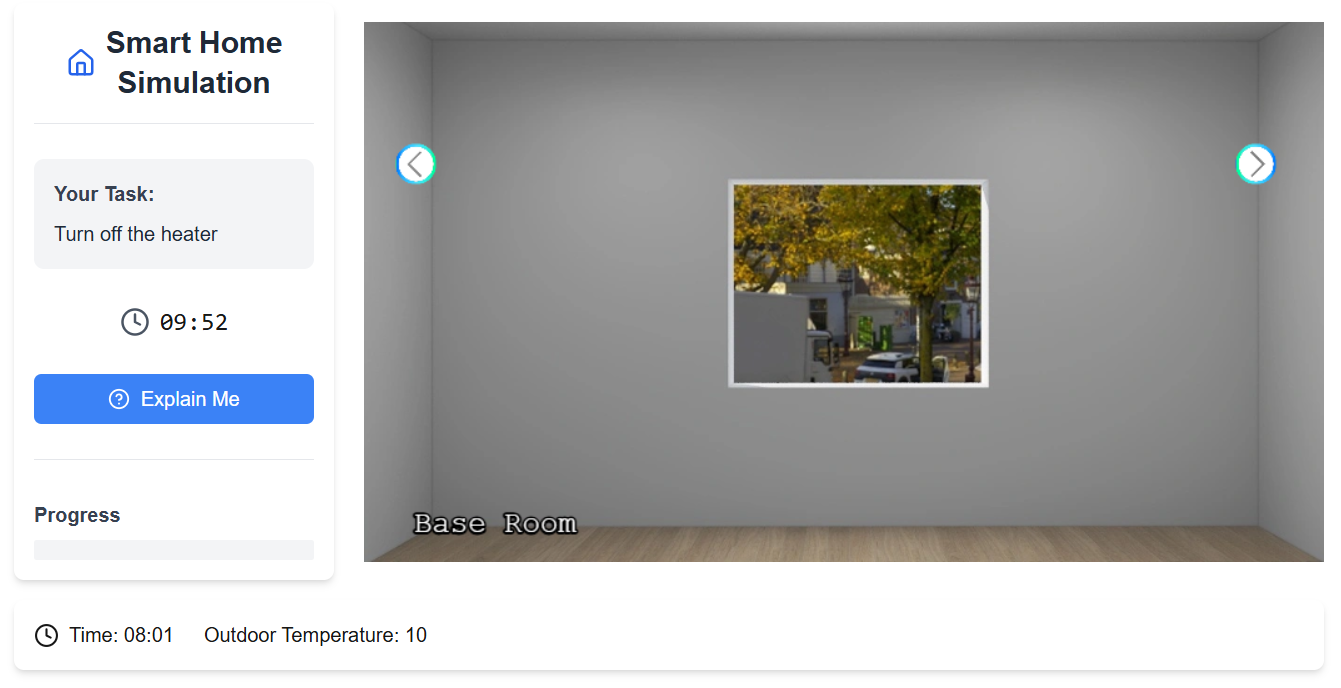 Smart Home
Simulation
Your Task:
Turn off the heater
09:52
Explain Me
Progress
Base Room
Time: 08:01 Outdoor Temperature: 10